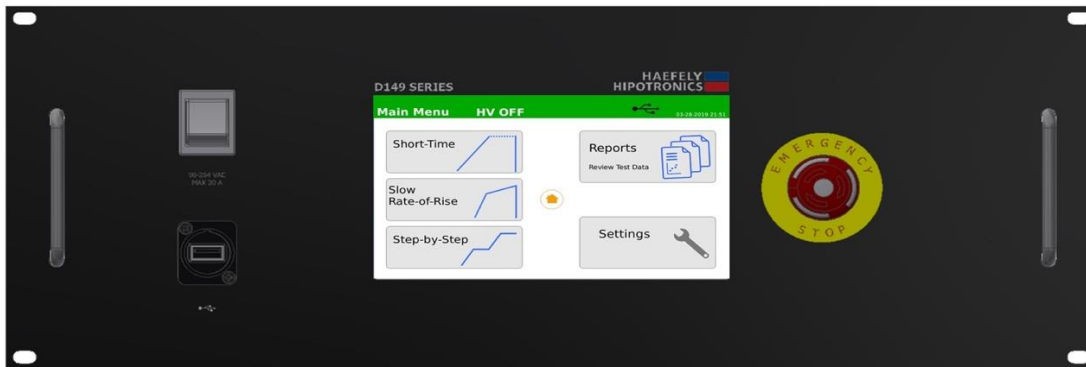 HAEFELY
D149 SERIES HIPOTRONICS
Main Menu HV OFF 03-28-2019 21:51
Short-Time
Reports
Review Test Data
Slow
Rate-of-Rise
Step-by-Step
Settings
MAX 20 A
EMERGENCY
STOP